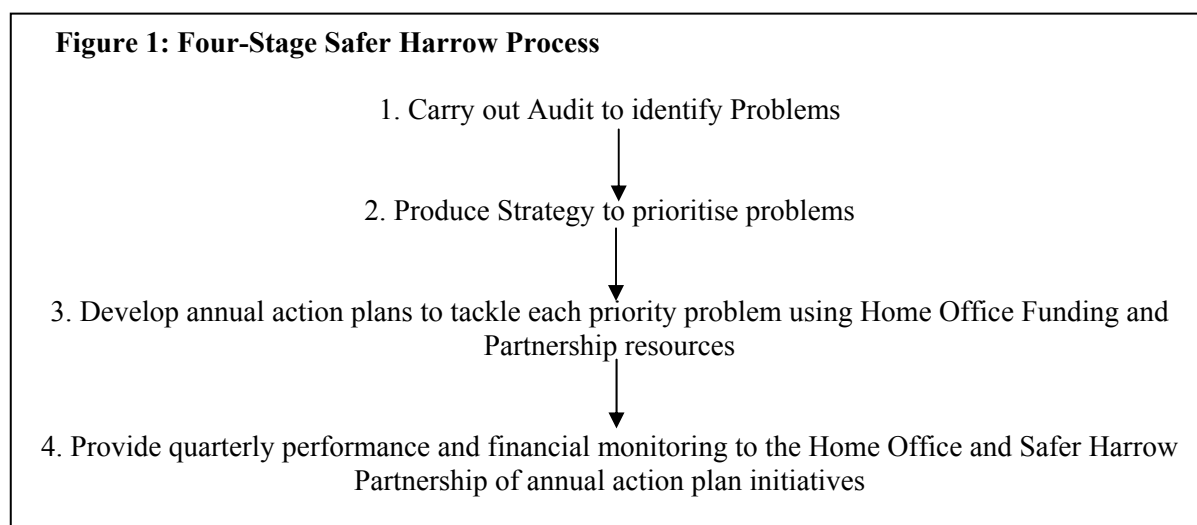 Figure 1: Four-Stage Safer Harrow Process
1. Carry out Audit to identify Problems
2. Produce Strategy to prioritise problems
3. Develop annual action plans to tackle each priority problem using Home Office Funding and
Partnership resources
4. Provide quarterly performance and financial monitoring to the Home Office and Safer Harrow
Partnership of annual action plan initiatives